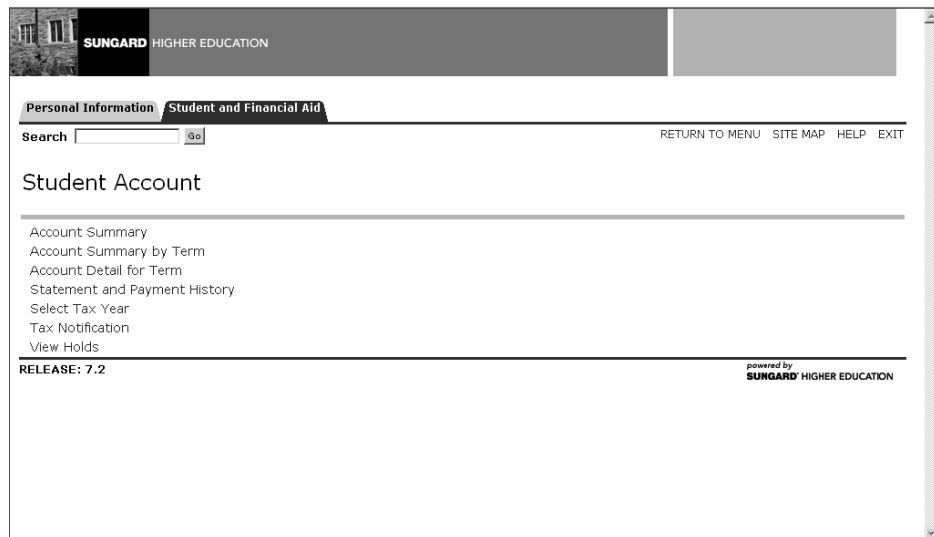 SUNGARD HIGHER EDUCATION
Personal Information Student and Financial Aid
Search Go RETURN TO MENU SITE MAP HELP EXIT
Student Account
Account Summary
Account Summary by Term
Account Detail for Term
Statement and Payment History
Select Tax Year
Tax Notification
View Holds
RELEASE: 7.2
powered by
SUNGARD' HIGHER EDUCATION